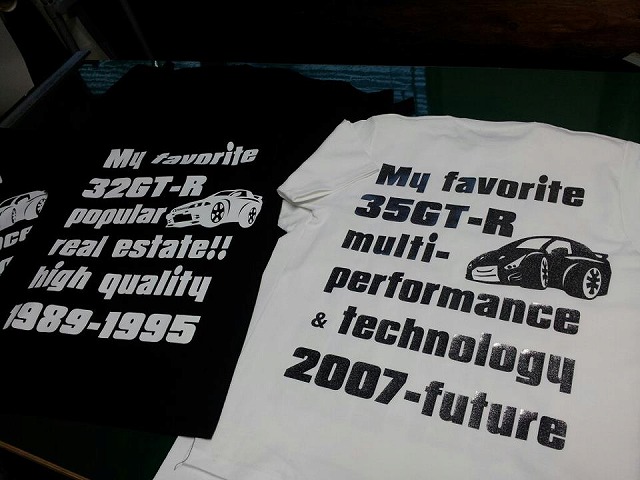 My favorite
32GT-R
popular
real estate!!
high quality
1989-1995
My favorite
35GT-R
multi-
performance
& technology
2007-future